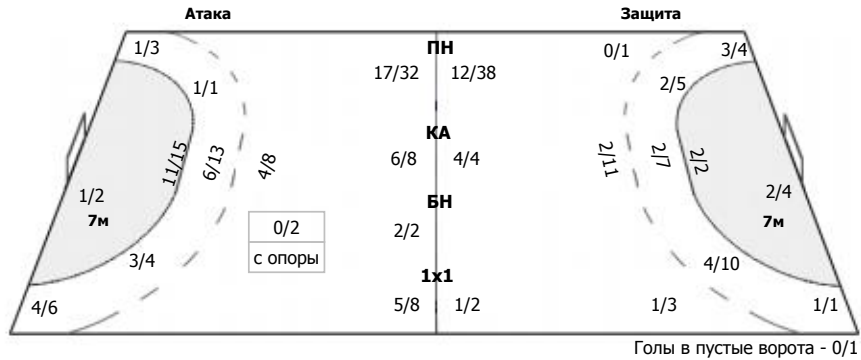 Атака Защита
1/3 ПН 0/1 3/4
17/32 12/38
1/1 2/5
КА
11/15 6/13 4/8 6/8 4/4 2/11 2/7 2/2
1/2 2/4
БН
7м 7м
0/2 2/2
с опоры
3/4 4/10
1x1
4/6 5/8 1/2 1/3 1/1
Голы в пустые ворота - 0/1